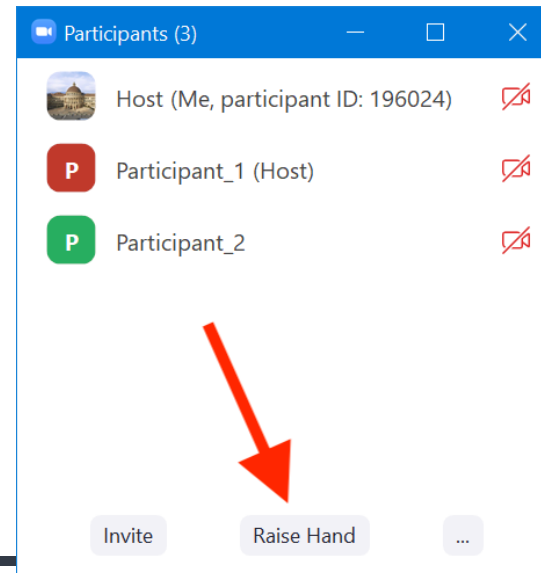 Participants (3)
Host (Me, participant ID: 196024)
P
Participant_1 (Host)
P
Participant_2
Invite
Raise Hand
...